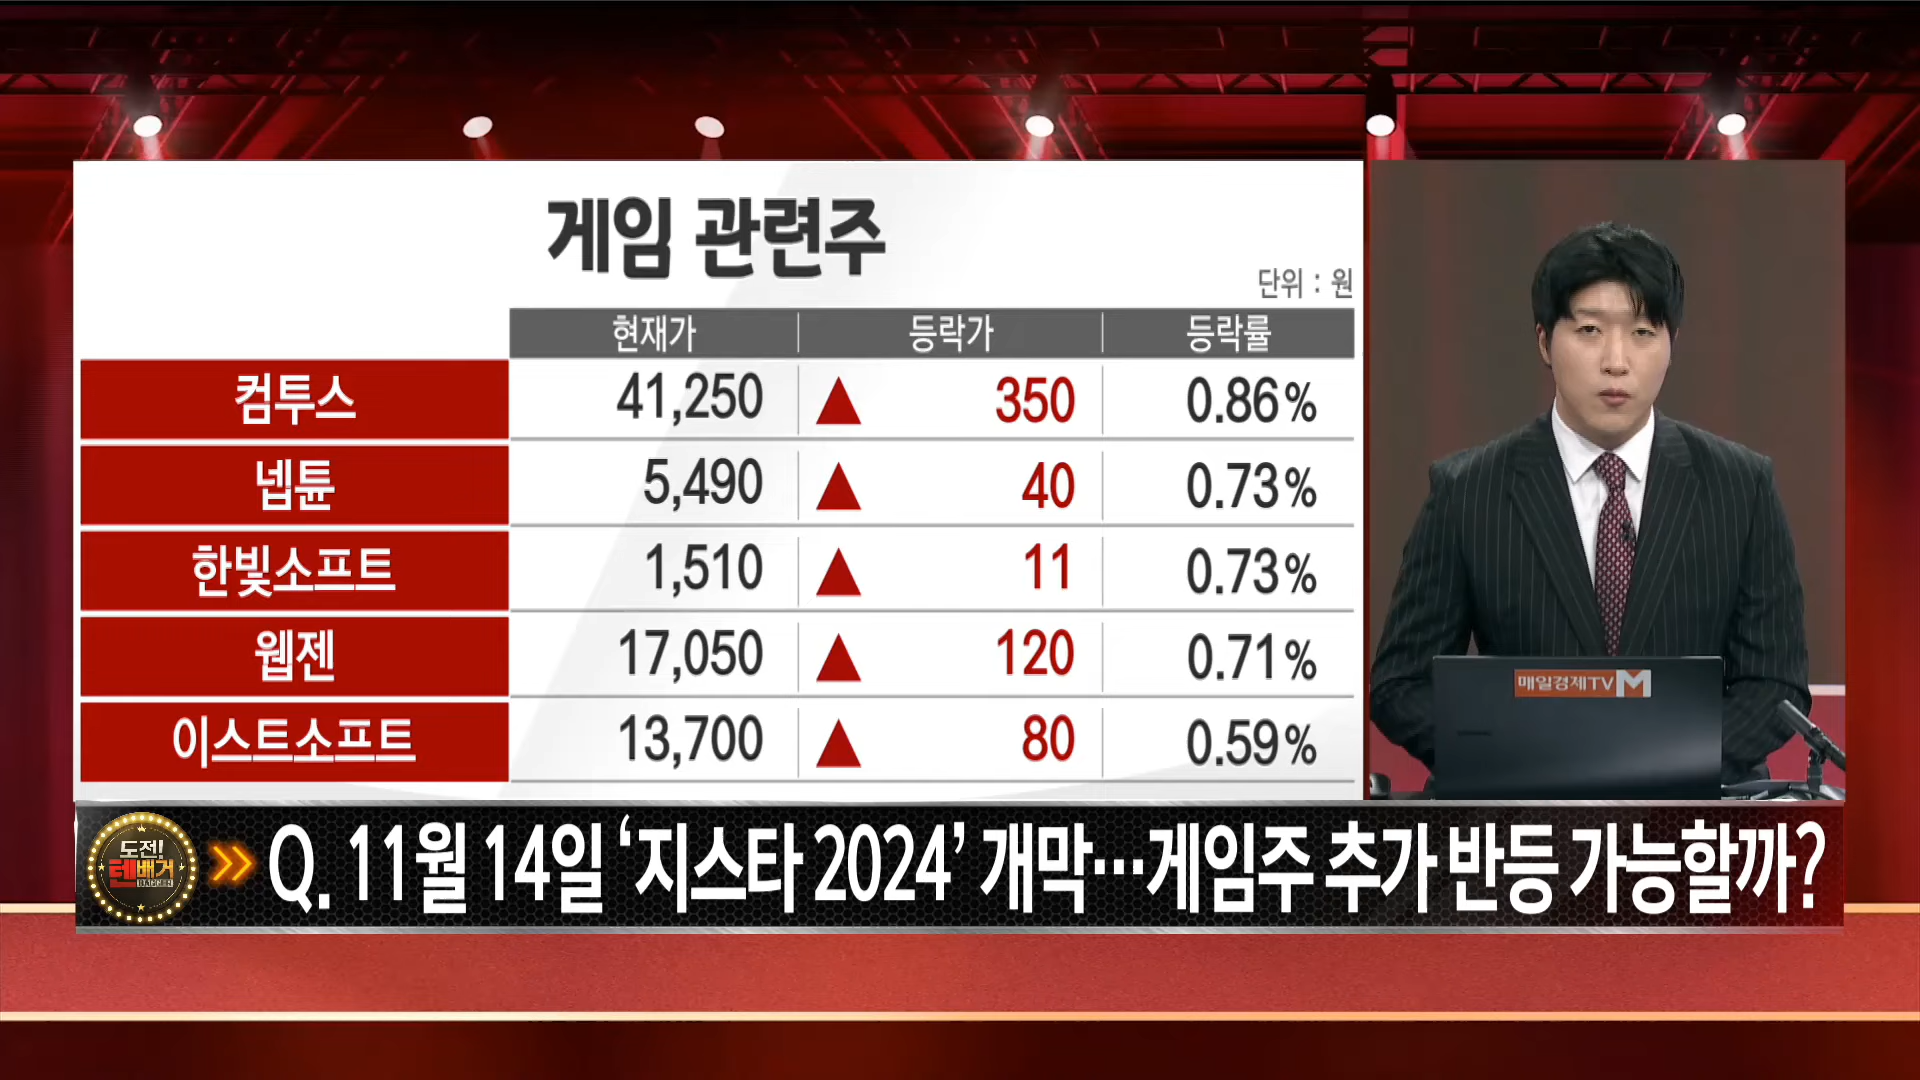 게임 관련주
단위 : 원
현재가 등락가 등락률
컴투스 41,250 ▲ 350 0.86%
넵튠 5,490 ▲ 40 0.73%
한빛소프트 1,510 ▲ 11 0.73%
웹젠 17,050 ▲ 120 0.71%
이스트소프트 13,700 ▲ 80 0.59%
매일경제TV M
도전!
텐배거
BAGGER
Q. 11월 14일 ‘지스타 2024’ 개막…게임주 추가 반등 가능할까?